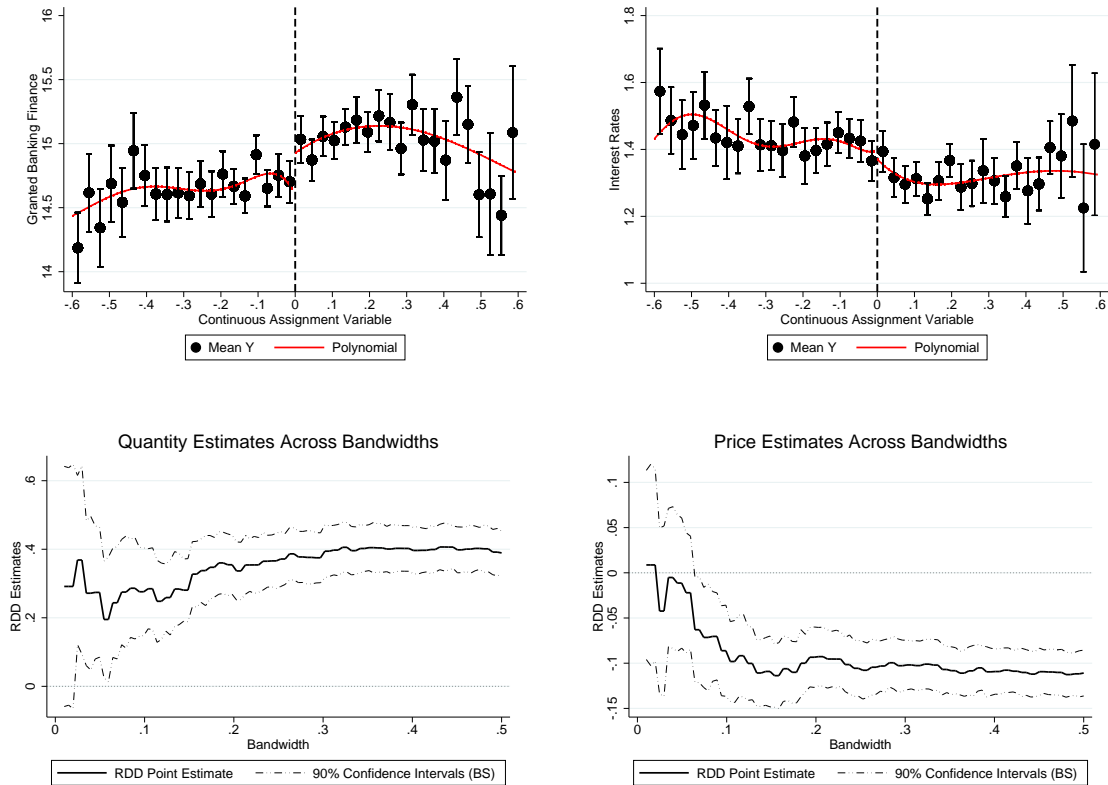 Granted Banking Finance
16
15.5
15
14.5
14
-.6 -.5 -.4 -.3 -.2 -.1 0 .1 .2 .3 .4 .5 .6
Continuous Assignment Variable
Mean Y Polynomial
Interest Rates
1.8
1.6
1.4
1.2
1
-.6 -.5 -.4 -.3 -.2 -.1 0 .1 .2 .3 .4 .5 .6
Continuous Assignment Variable
Mean Y Polynomial
Quantity Estimates Across Bandwidths
RDD Estimates
.6
.4
.2
0
0 .1 .2 .3 .4 .5
Bandwidth
RDD Point Estimate 90% Confidence Intervals (BS)
Price Estimates Across Bandwidths
RDD Estimates
.1
.05
0
-.05
-.1
-.15
0 .1 .2 .3 .4 .5
Bandwidth
RDD Point Estimate 90% Confidence Intervals (BS)